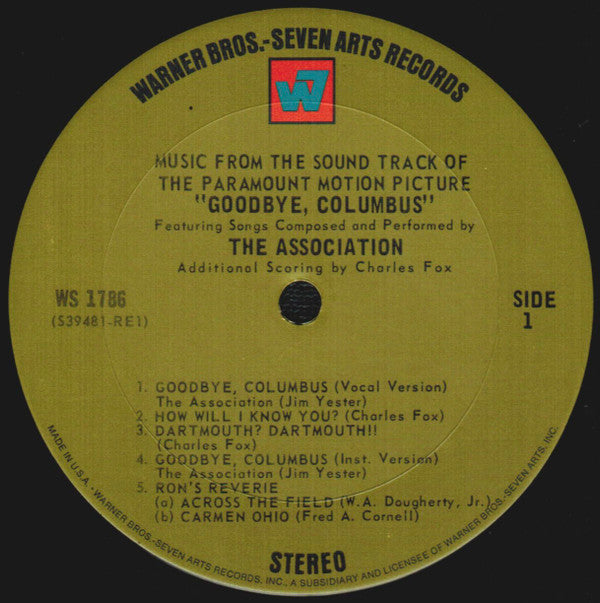 WARNER BROS.-SEVEN ARTS RECORDS
W7
MUSIC FROM THE SOUND TRACK OF
THE PARAMOUNT MOTION PICTURE
"GOODBYE, COLUMBUS"
Featuring Songs Composed and Performed by
THE ASSOCIATION
Additional Scoring by Charles Fox
WS 1786
(S39481-RE1)
SIDE
1
1. GOODBYE, COLUMBUS (Vocal Version)
The Association (Jim Yester)
2. HOW WILL I KNOW YOU? (Charles Fox)
3. DARTMOUTH? DARTMOUTH!!
(Charles Fox)
4. GOODBYE, COLUMBUS (Inst. Version)
The Association (Jim Yester)
5. RON'S REVERIE
(a) ACROSS THE FIELD (W.A. Dougherty, Jr.)
(b) CARMEN OHIO (Fred A. Cornell)
STEREO
MADE IN U.S.A. • WARNER BROS.-SEVEN ARTS RECORDS, INC., A SUBSIDIARY AND LICENSEE OF WARNER BROS.-SEVEN ARTS, INC.